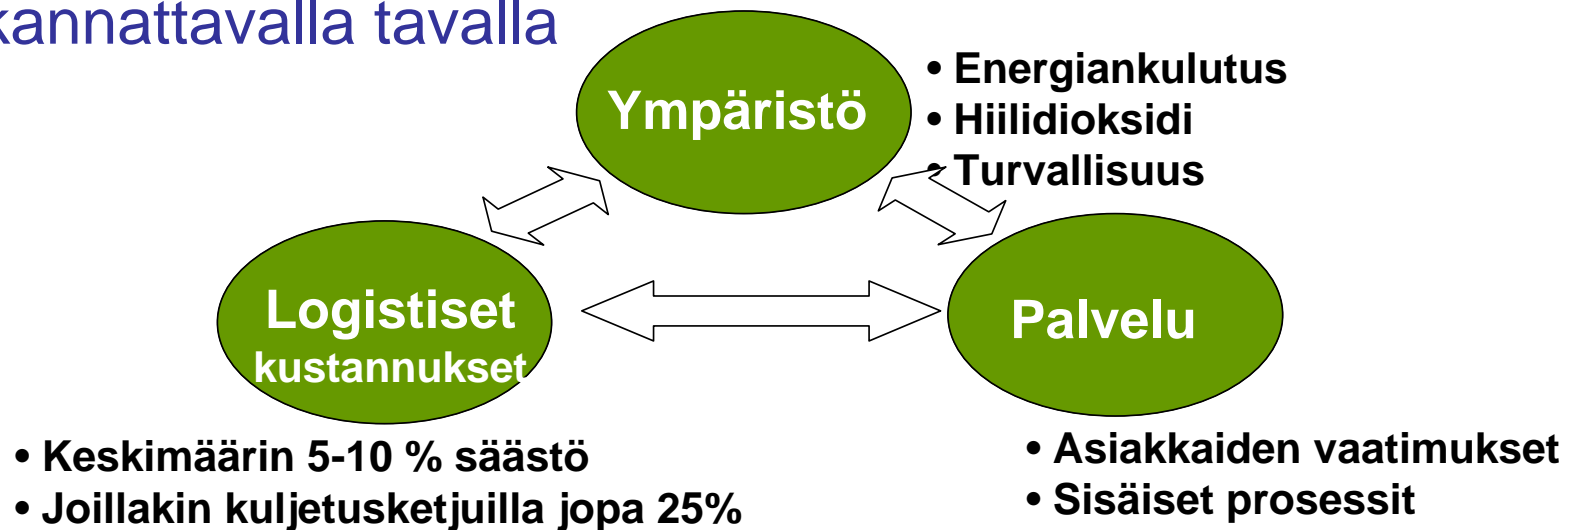 kannattavalla tavalla
Ympäristö
• Energiankulutus
• Hiilidioksidi
• Turvallisuus
Logistiset
kustannukset
Palvelu
• Keskimäärin 5-10 % säästö
• Joillakin kuljetusketjuilla jopa 25%
• Asiakkaiden vaatimukset
• Sisäiset prosessit